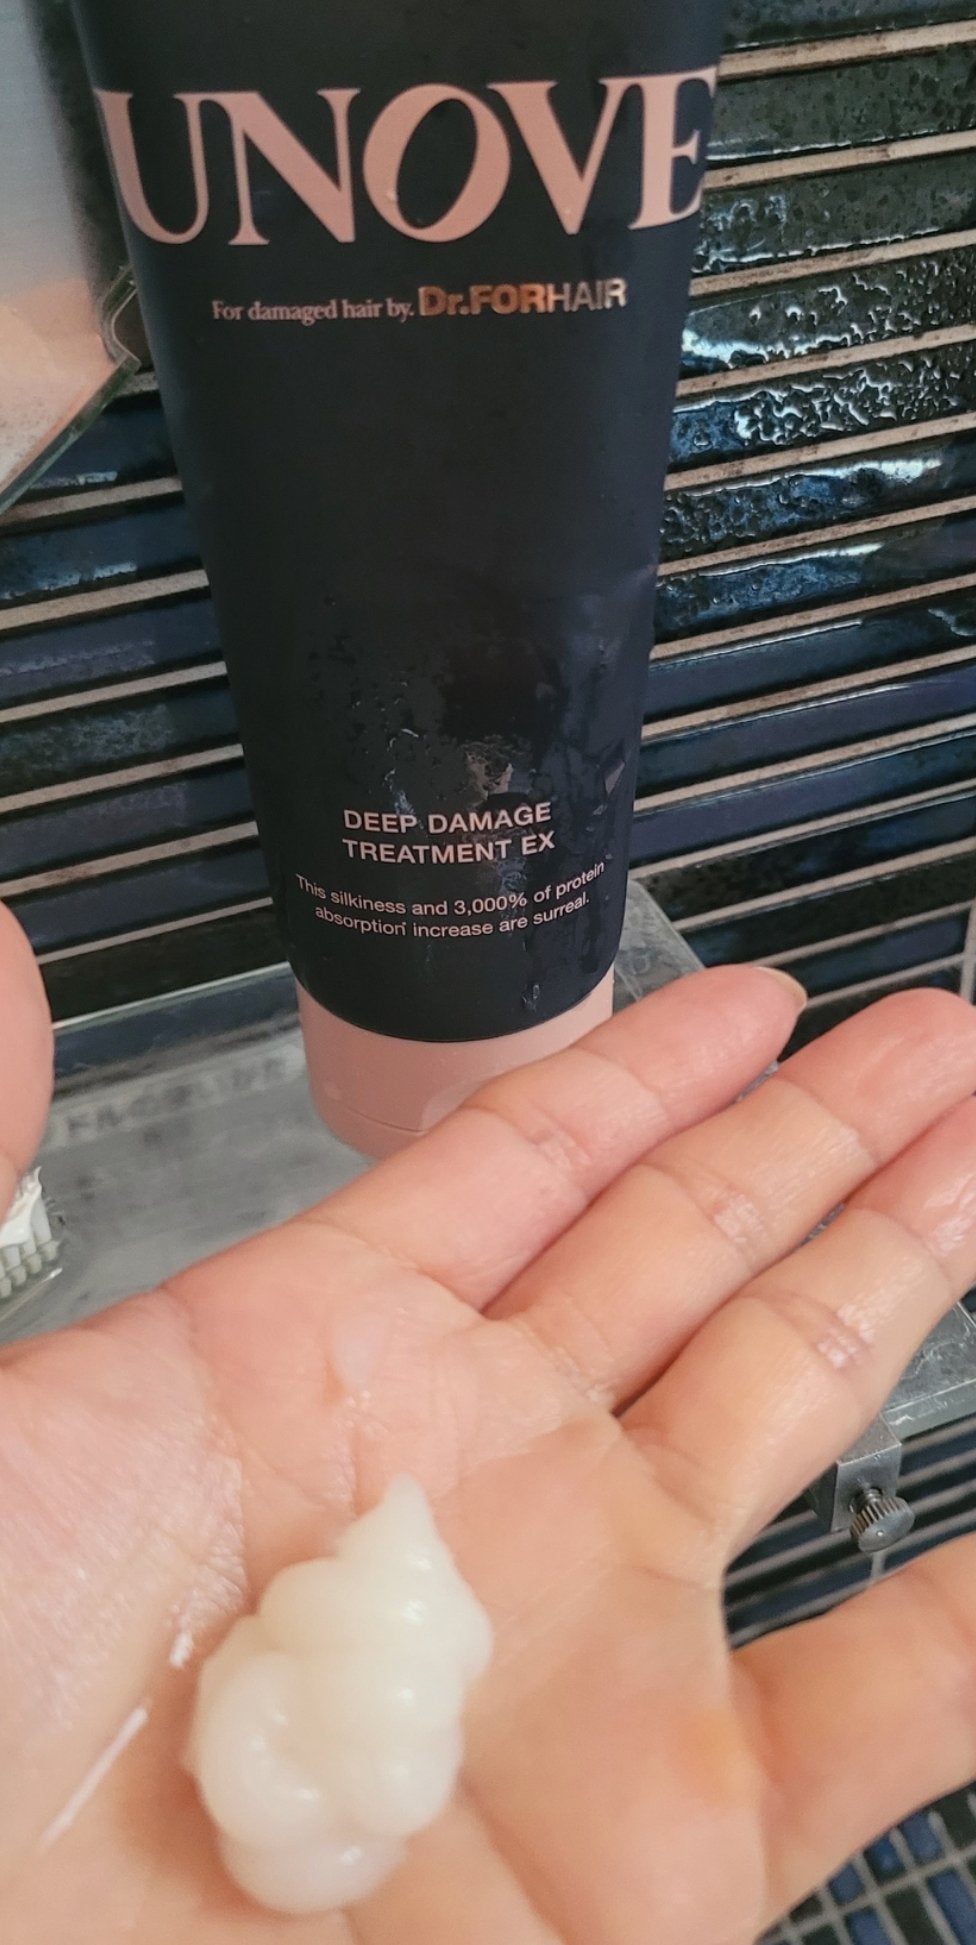 UNOVE
For damaged hair by. Dr.FORHAIR
DEEP DAMAGE
TREATMENT EX
This silkiness and 3,000% of protein
absorption increase are surreal.